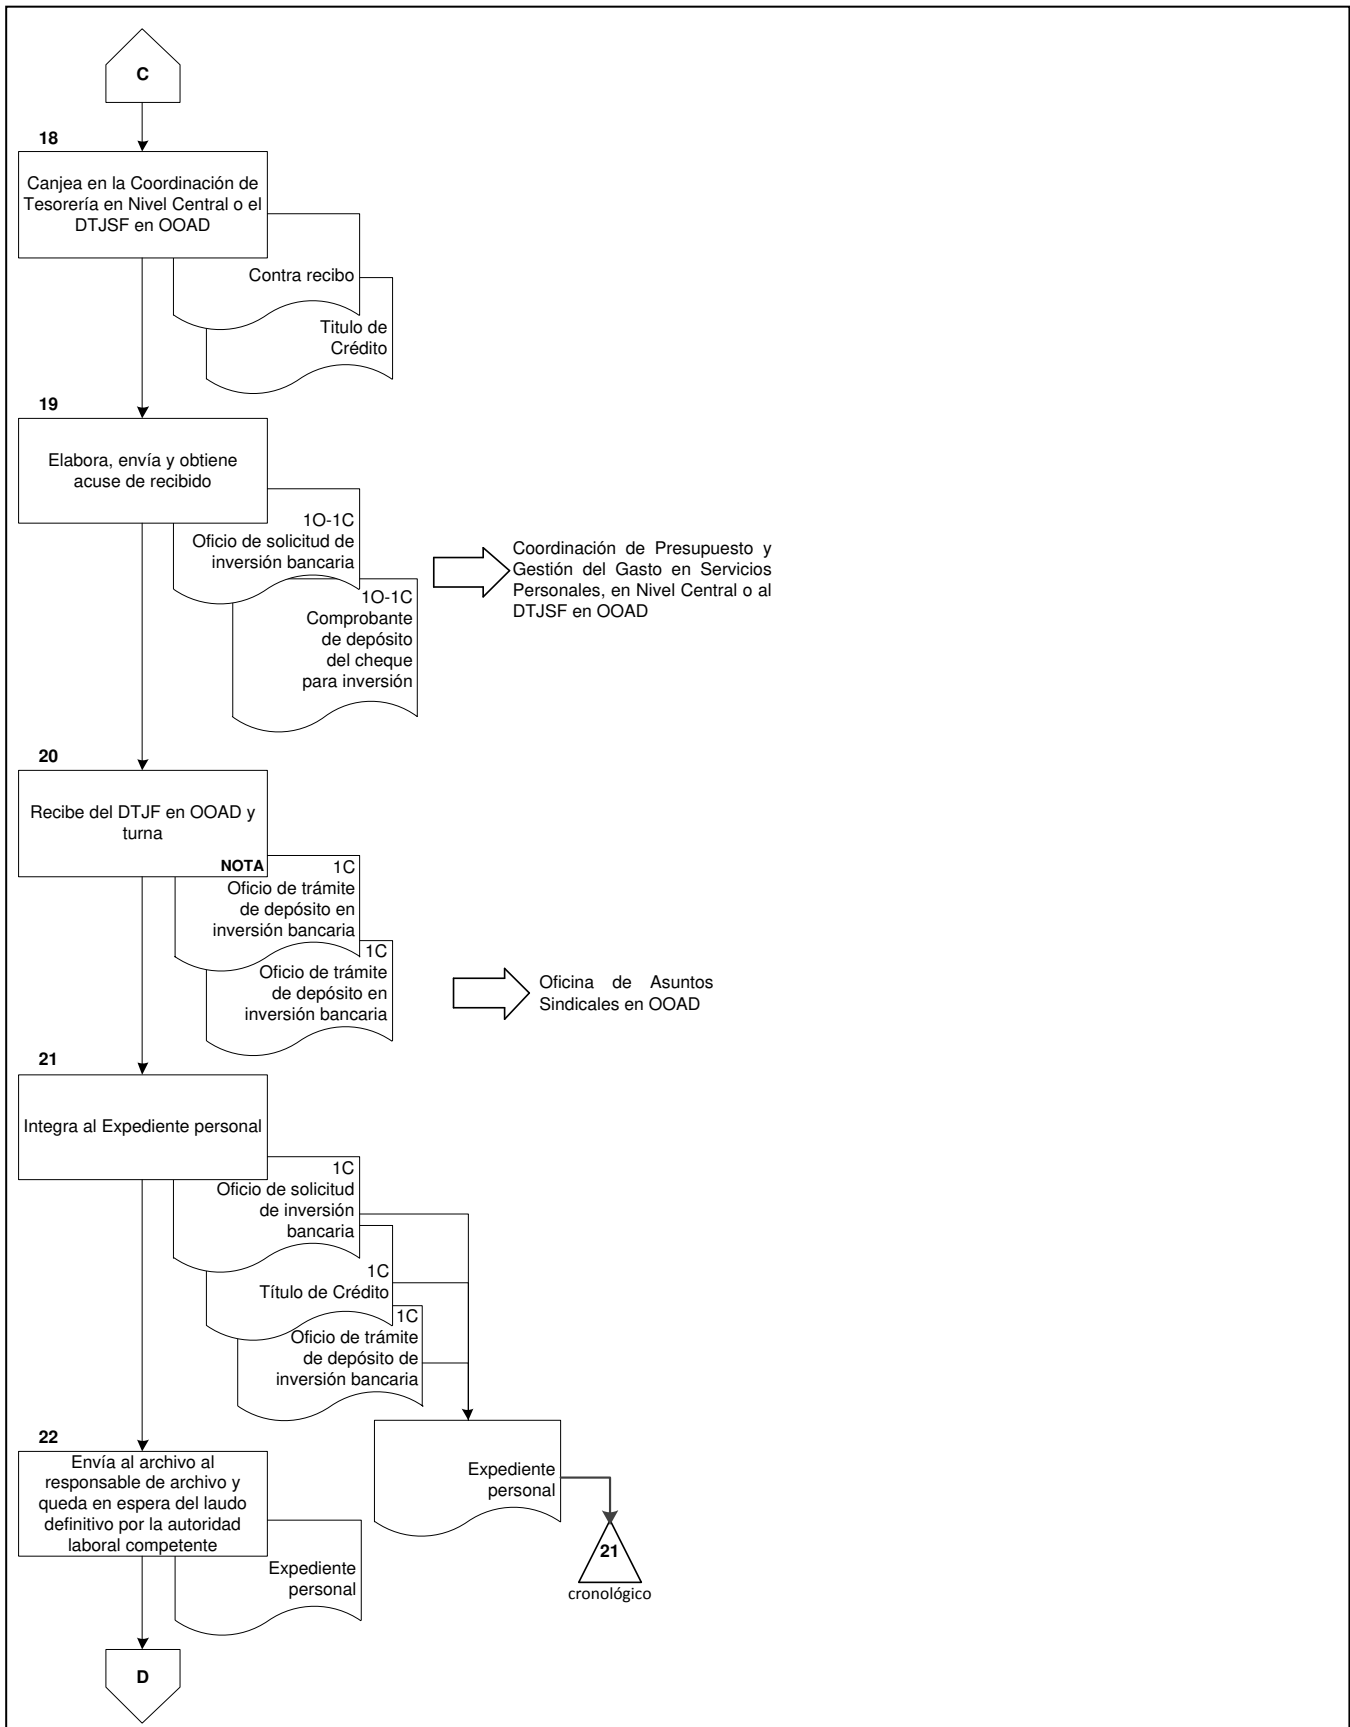 C
18
Canjea en la Coordinación de
Tesorería en Nivel Central o el
DTJSF en OOAD
Contra recibo
Titulo de
Crédito
19
Elabora, envía y obtiene
acuse de recibido
1O-1C
Oficio de solicitud de
inversión bancaria
1O-1C
Comprobante
de depósito
del cheque
para inversión
Coordinación de Presupuesto y
Gestión del Gasto en Servicios
Personales, en Nivel Central o al
DTJSF en OOAD
20
Recibe del DTJF en OOAD y
turna
NOTA
1C
Oficio de trámite
de depósito en
inversión bancaria
1C
Oficio de trámite
de depósito en
inversión bancaria
Oficina de Asuntos
Sindicales en OOAD
21
Integra al Expediente personal
1C
Oficio de solicitud
de inversión
bancaria
1C
Título de Crédito
1C
Oficio de trámite
de depósito de
inversión bancaria
Expediente
personal
21
cronológico
22
Envía al archivo al
responsable de archivo y
queda en espera del laudo
definitivo por la autoridad
laboral competente
Expediente
personal
D